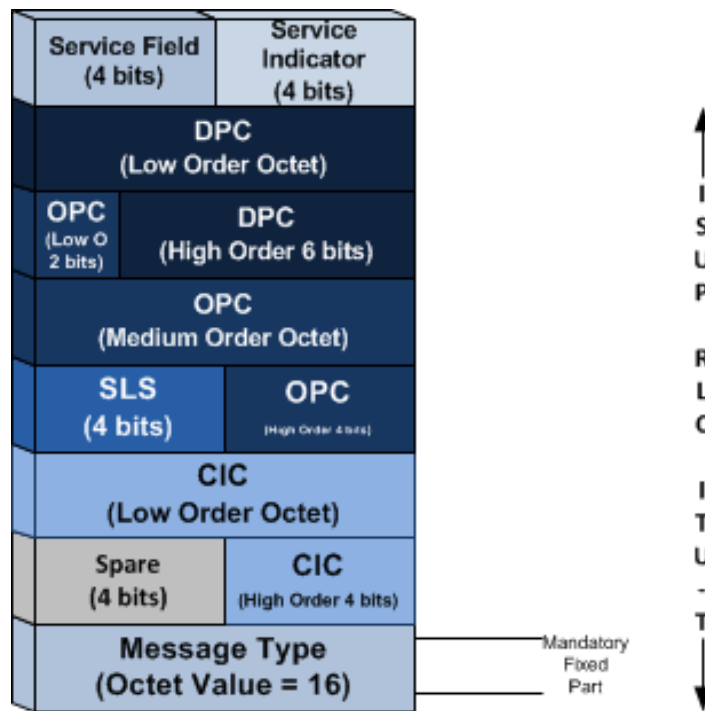 Service Field
(4 bits)
Service
Indicator
(4 bits)
DPC
(Low Order Octet)
OPC
(Low O
2 bits)
DPC
(High Order 6 bits)
OPC
(Medium Order Octet)
SLS
(4 bits)
OPC
(High Order 4 bits)
CIC
(Low Order Octet)
Spare
(4 bits)
CIC
(High Order 4 bits)
Message Type
(Octet Value = 16)
Mandatory
Fixed
Part
I
S
U
P
R
L
C
I
T
U
-
T